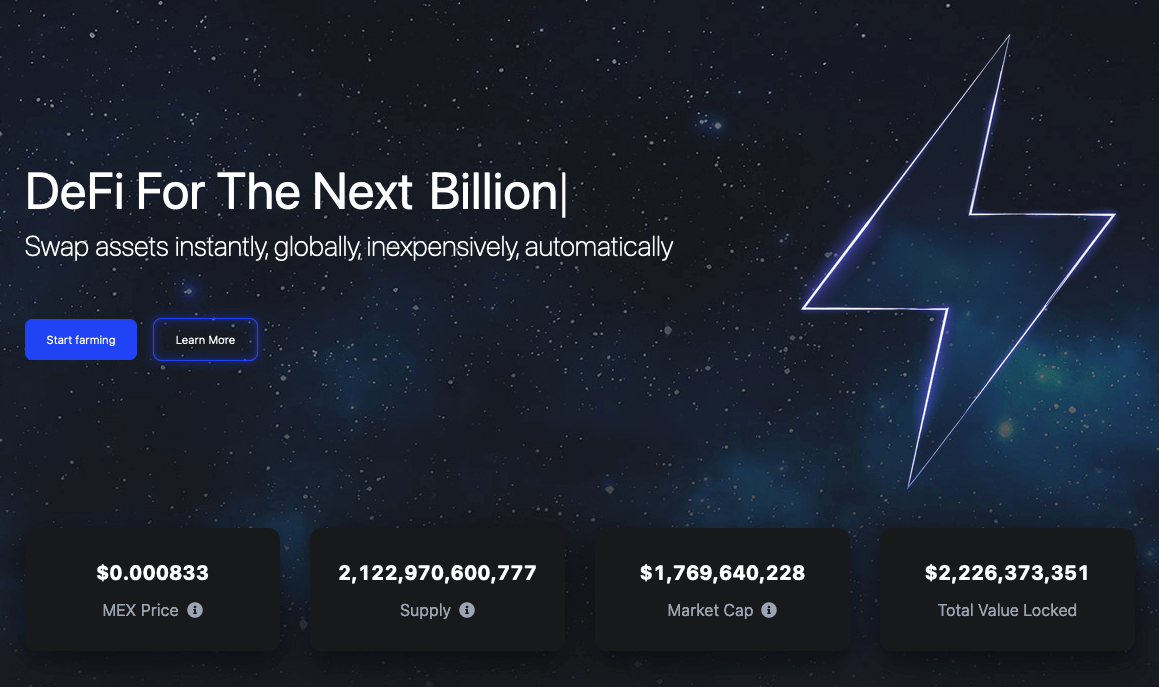 DeFi For The Next Billion|
Swap assets instantly, globally, inexpensively, automatically
Start farming
Learn More
$0.000833
MEX Price
2,122,970,600,777
Supply
$1,769,640,228
Market Cap
$2,226,373,351
Total Value Locked